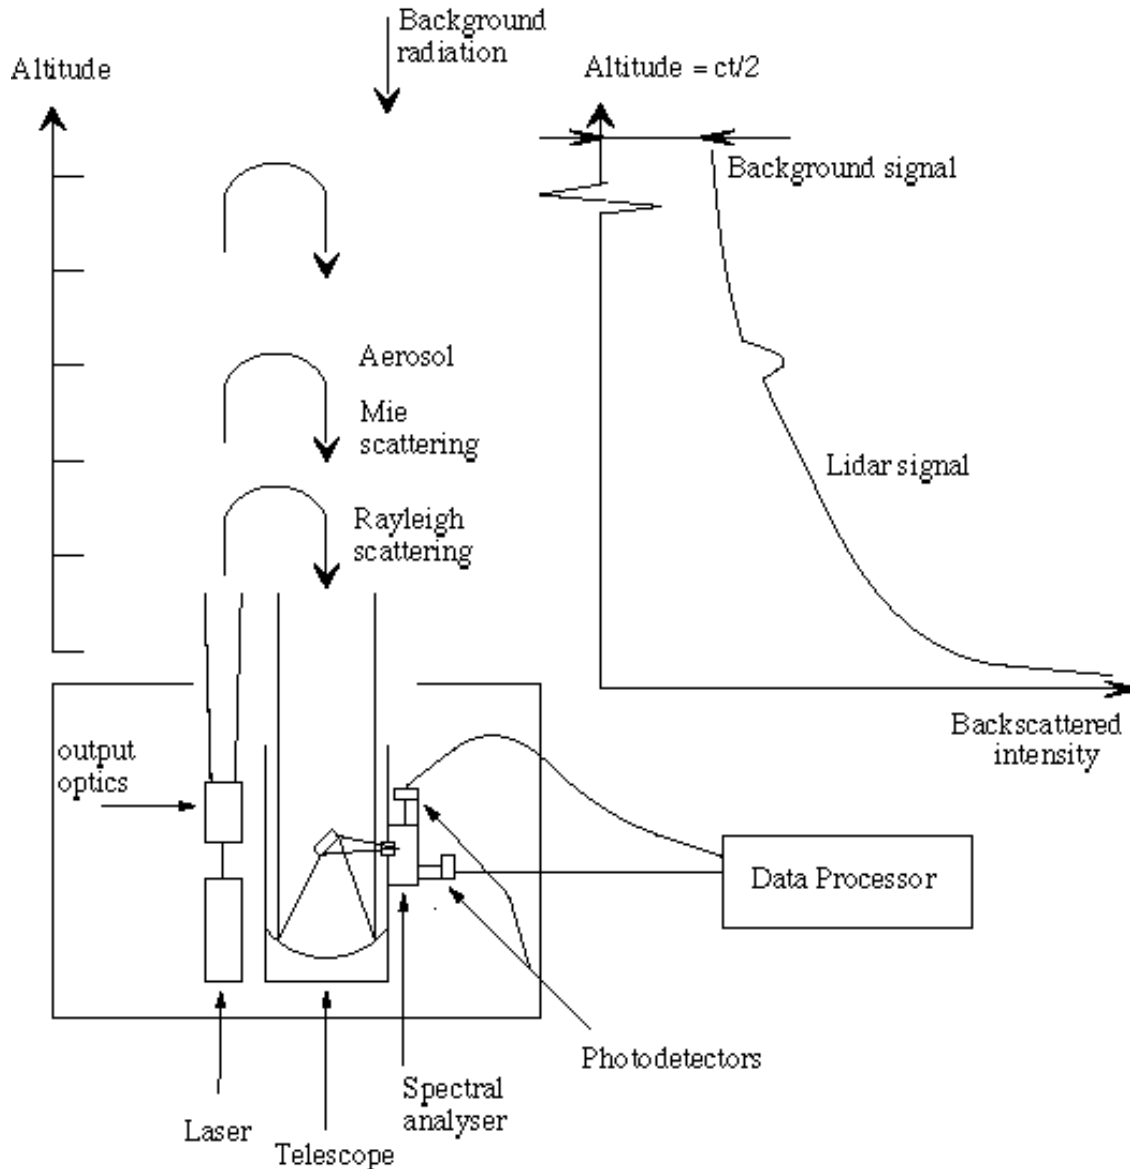 Background
radiation
Altitude
Altitude = ct/2
Background signal
Aerosol
Mie
scattering
Lidar signal
Rayleigh
scattering
Backscattered
intensity
output
optics
Data Processor
Photodetectors
Spectral
analyser
Laser
Telescope